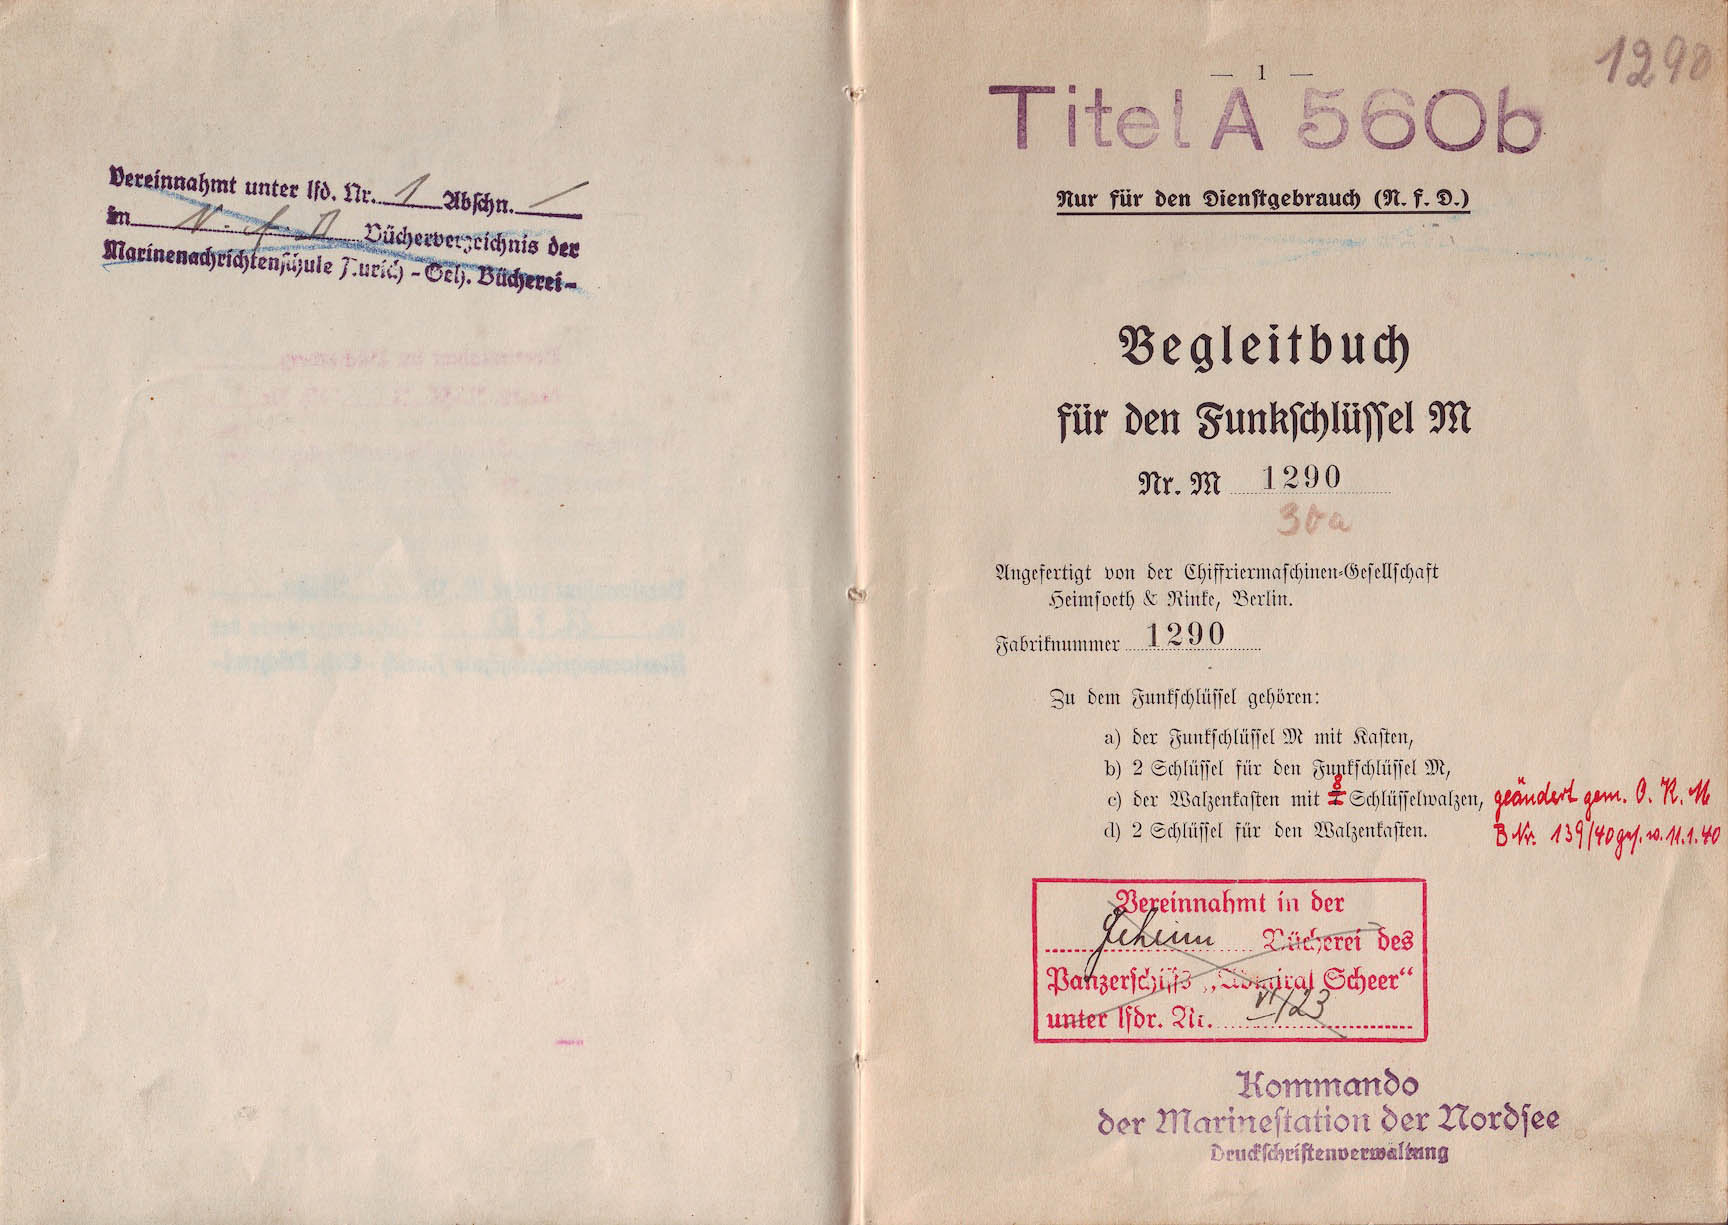 Vereinnahmt unter lfd. Nr. 1 Abschn. /
im N. f. D Bücherverzeichnis der
Marinenachrichtenschule Aurich - Geh. Bücherei -
1290
— 1 —
Titel A 560b
Nur für den Dienstgebrauch (N. f. D.)
Begleitbuch
für den Funkschlüssel M
Nr. M 1290
30a
Angefertigt von der Chiffriermaschinen-Gesellschaft
Heimsoeth & Rinke, Berlin.
Fabriknummer 1290
Zu dem Funkschlüssel gehören:
a) der Funkschlüssel M mit Kasten,
b) 2 Schlüssel für den Funkschlüssel M,
c) der Walzenkasten mit 8 Schlüsselwalzen, geändert gem. O. K. M
d) 2 Schlüssel für den Walzenkasten. B Nr. 139/40 v. 11.1.40
Vereinnahmt in der
Geheim Bücherei des
Panzerschiffs „Admiral Scheer“
unter lfdr. Nr. VI/23
Kommando
der Marinestation der Nordsee
Druckschriftenverwaltung